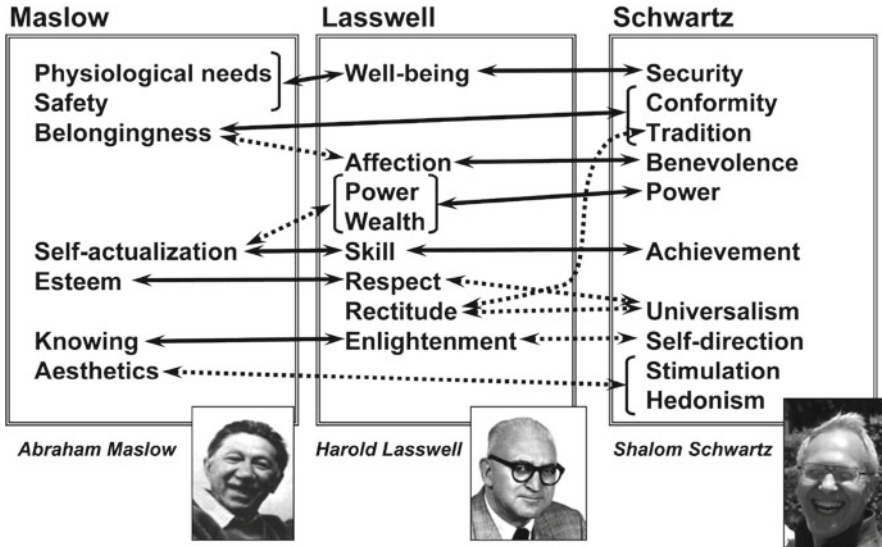 Maslow
Physiological needs
Safety
Belongingness
Self-actualization
Esteem
Knowing
Aesthetics
Abraham Maslow
Lasswell
Well-being
Affection
Power
Wealth
Skill
Respect
Rectitude
Enlightenment
Harold Lasswell
Schwartz
Security
Conformity
Tradition
Benevolence
Power
Achievement
Universalism
Self-direction
Stimulation
Hedonism
Shalom Schwartz